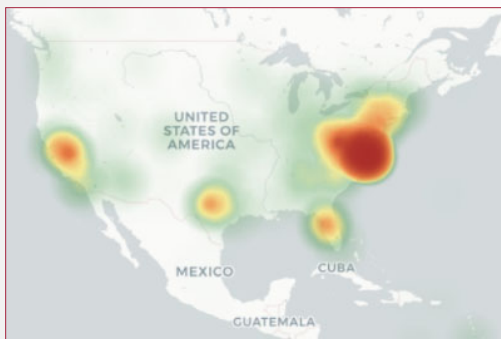 UNITED
STATES OF
AMERICA
MEXICO
CUBA
GUATEMALA